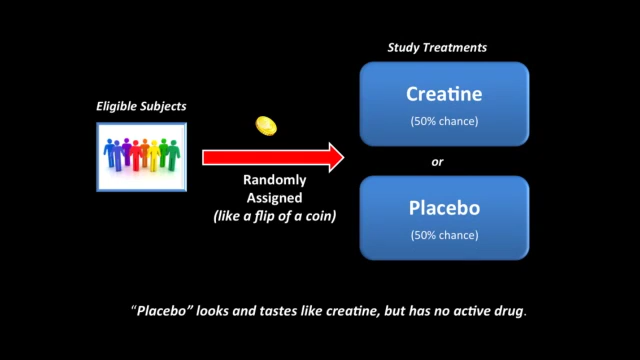 Study Treatments
Eligible Subjects
Creatine
(50% chance)
or
Randomly
Assigned
(like a flip of a coin)
Placebo
(50% chance)
“Placebo” looks and tastes like creatine, but has no active drug.